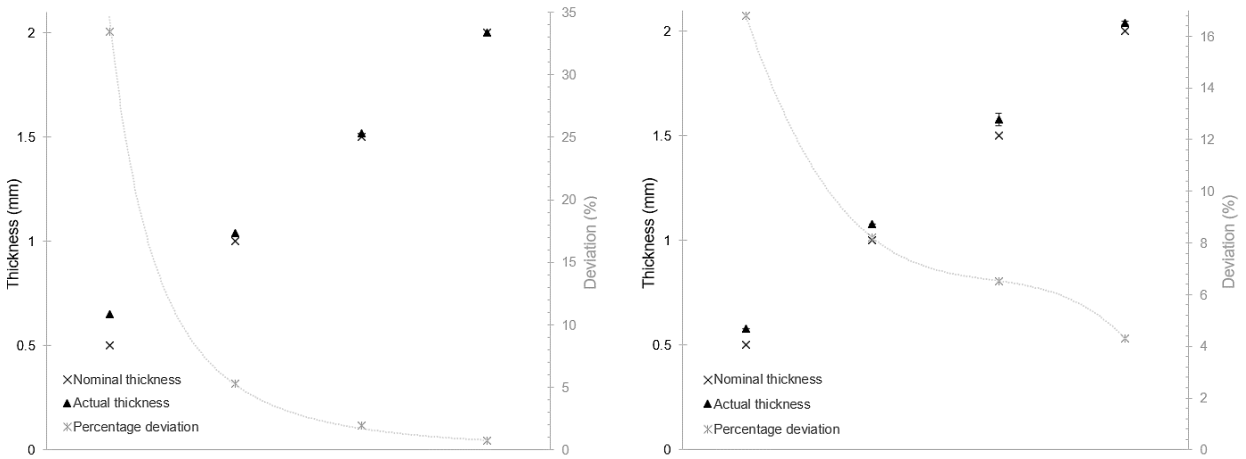 2
1.5
1
0.5
0
Thickness (mm)
35
30
25
20
15
10
5
0
Deviation (%)
Nominal thickness
Actual thickness
Percentage deviation
2
1.5
1
0.5
0
Thickness (mm)
16
14
12
10
8
6
4
2
0
Deviation (%)
Nominal thickness
Actual thickness
Percentage deviation